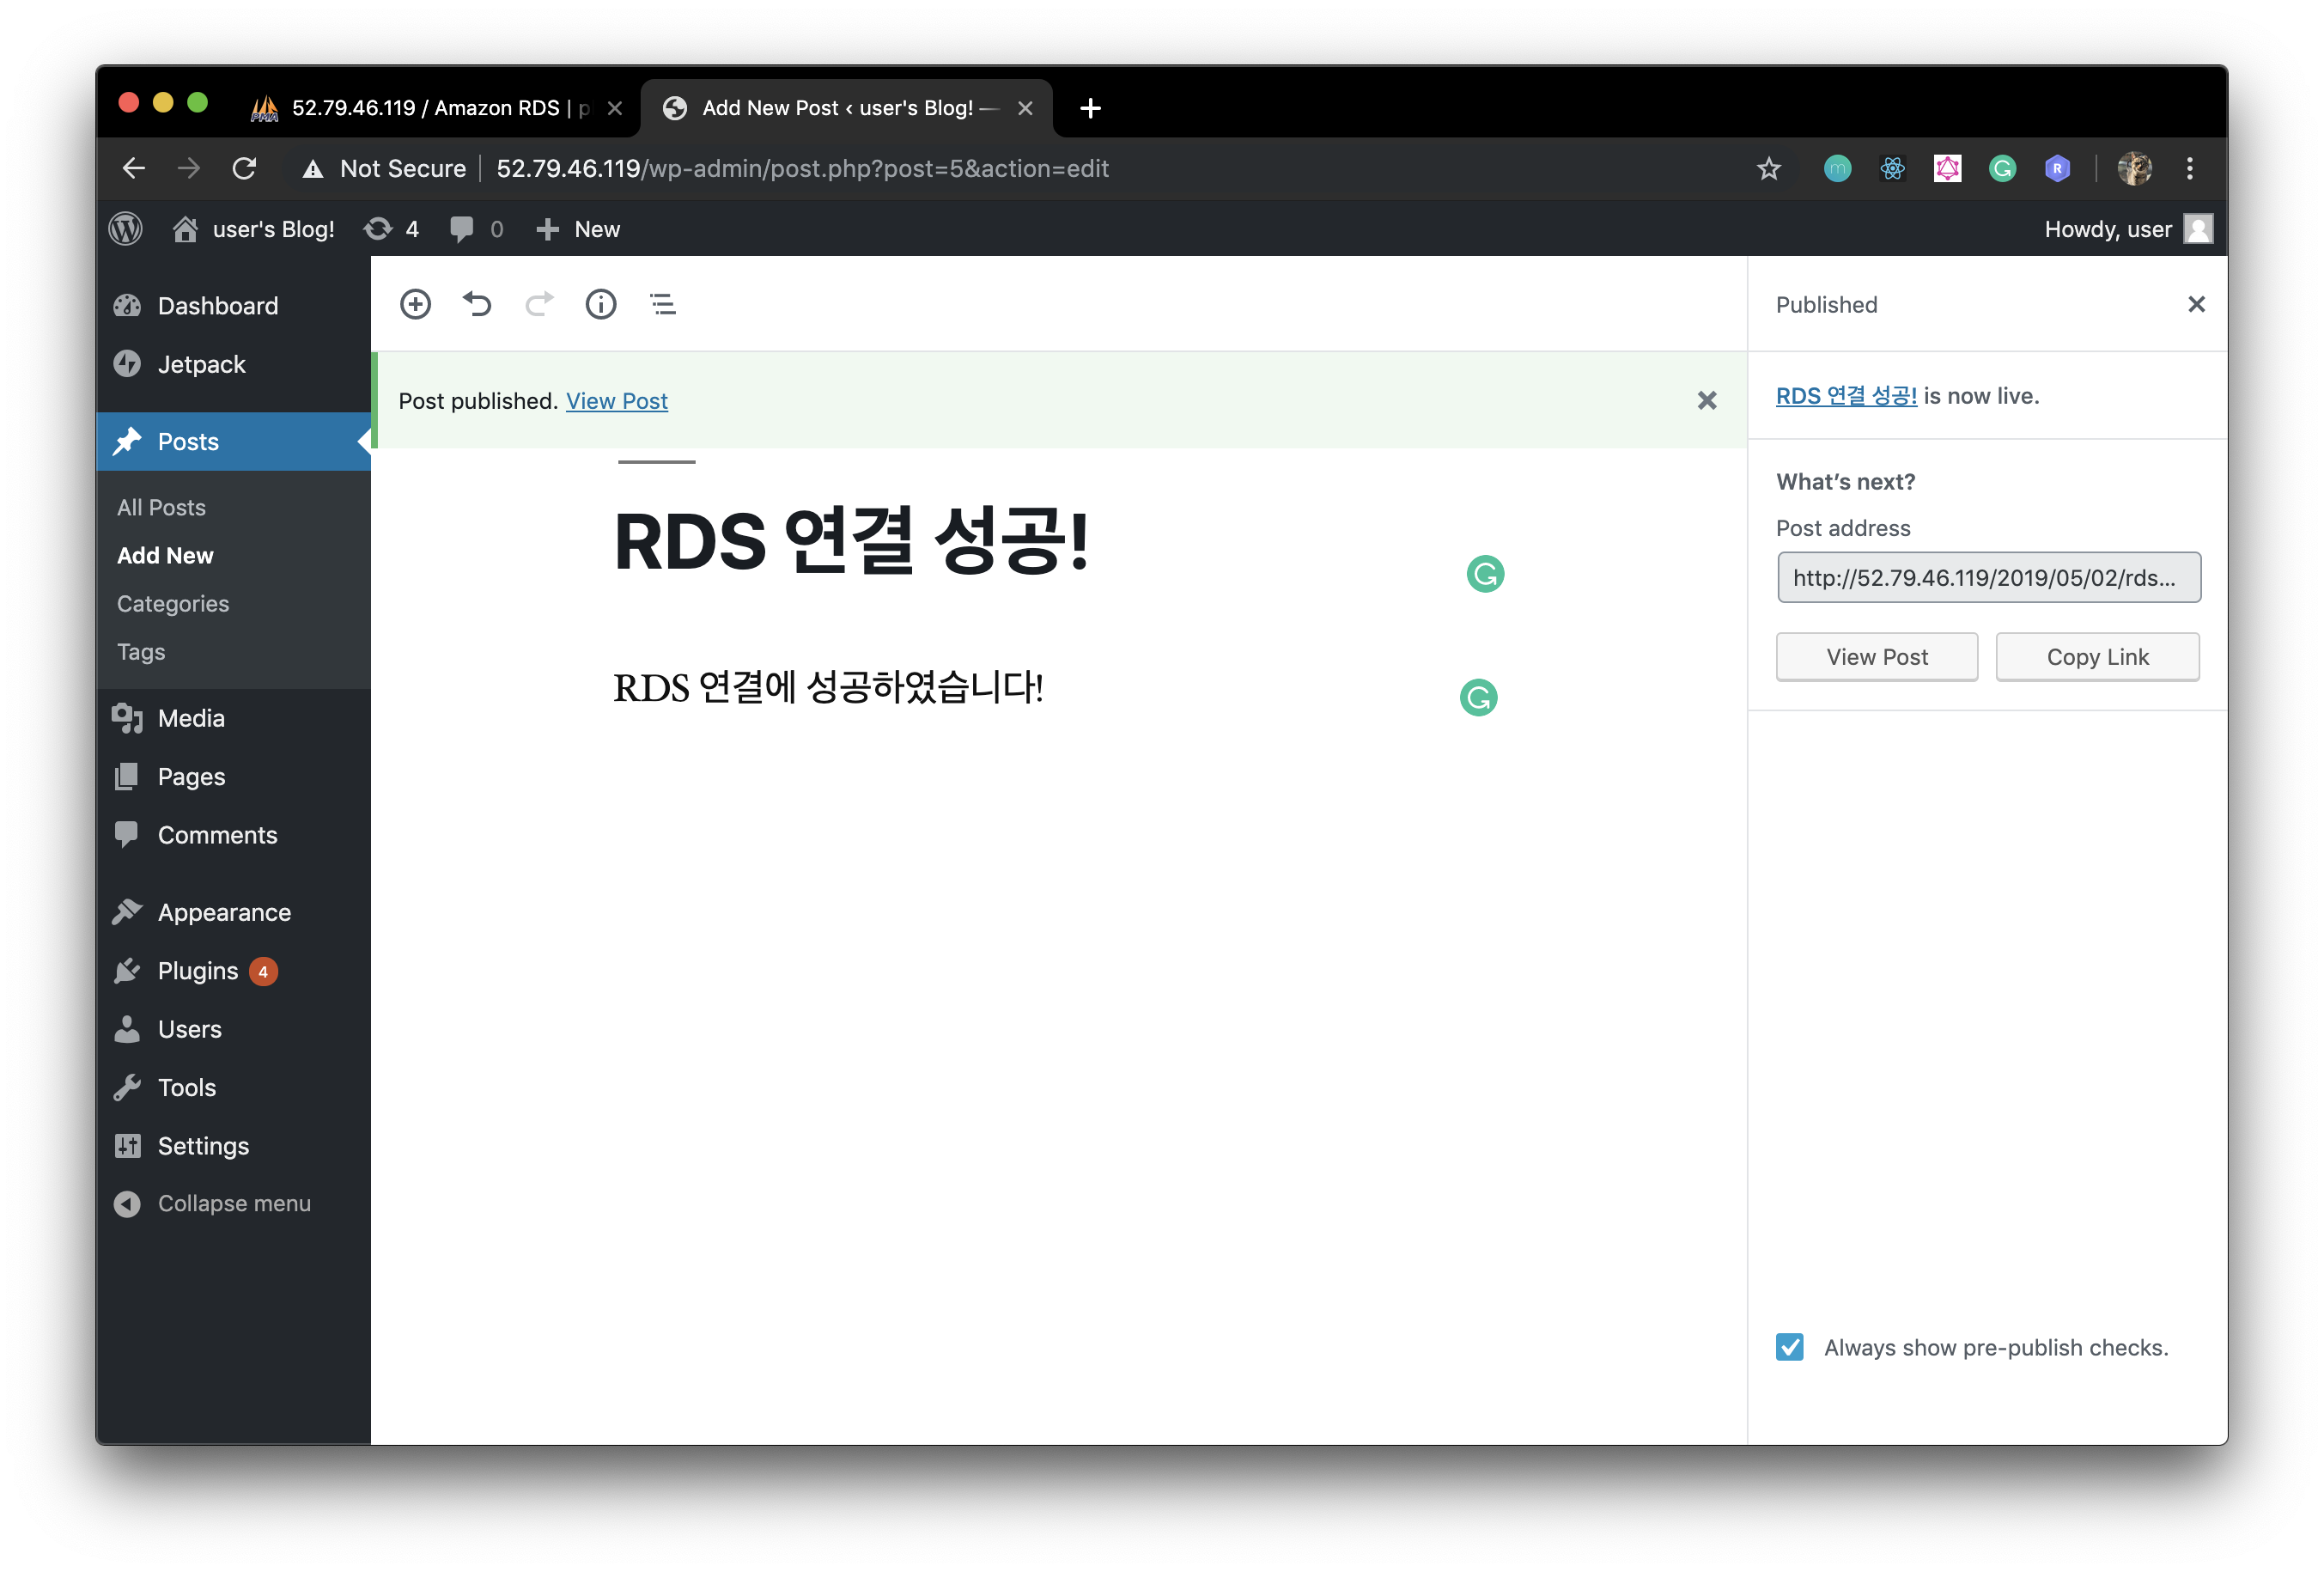 52.79.46.119 / Amazon RDS | p
Add New Post ‹ user's Blog! —
Not Secure
52.79.46.119/wp-admin/post.php?post=5&action=edit
user's Blog!
4
0
New
Howdy, user
Dashboard
Jetpack
Posts
All Posts
Add New
Categories
Tags
Media
Pages
Comments
Appearance
Plugins 4
Users
Tools
Settings
Collapse menu
Post published. View Post
RDS 연결 성공!
RDS 연결에 성공하였습니다!
Published
RDS 연결 성공! is now live.
What's next?
Post address
http://52.79.46.119/2019/05/02/rds...
View Post
Copy Link
Always show pre-publish checks.